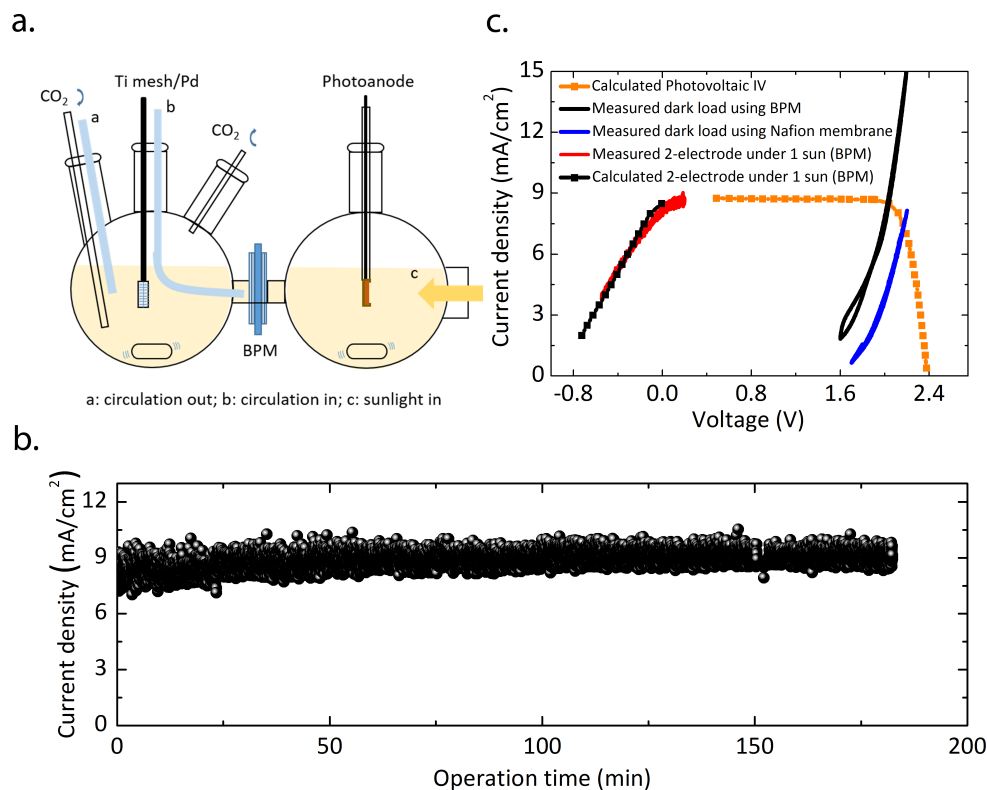 a.
Ti mesh/Pd
Photoanode
CO2
a
b
CO2
c
BPM
a: circulation out; b: circulation in; c: sunlight in
c.
Current density (mA/cm2)
15
12
9
6
3
0
Calculated Photovoltaic IV
Measured dark load using BPM
Measured dark load using Nafion membrane
Measured 2-electrode under 1 sun (BPM)
Calculated 2-electrode under 1 sun (BPM)
-0.8 0.0 0.8 1.6 2.4
Voltage (V)
b.
Current density (mA/cm2)
12
9
6
3
0
0 50 100 150 200
Operation time (min)